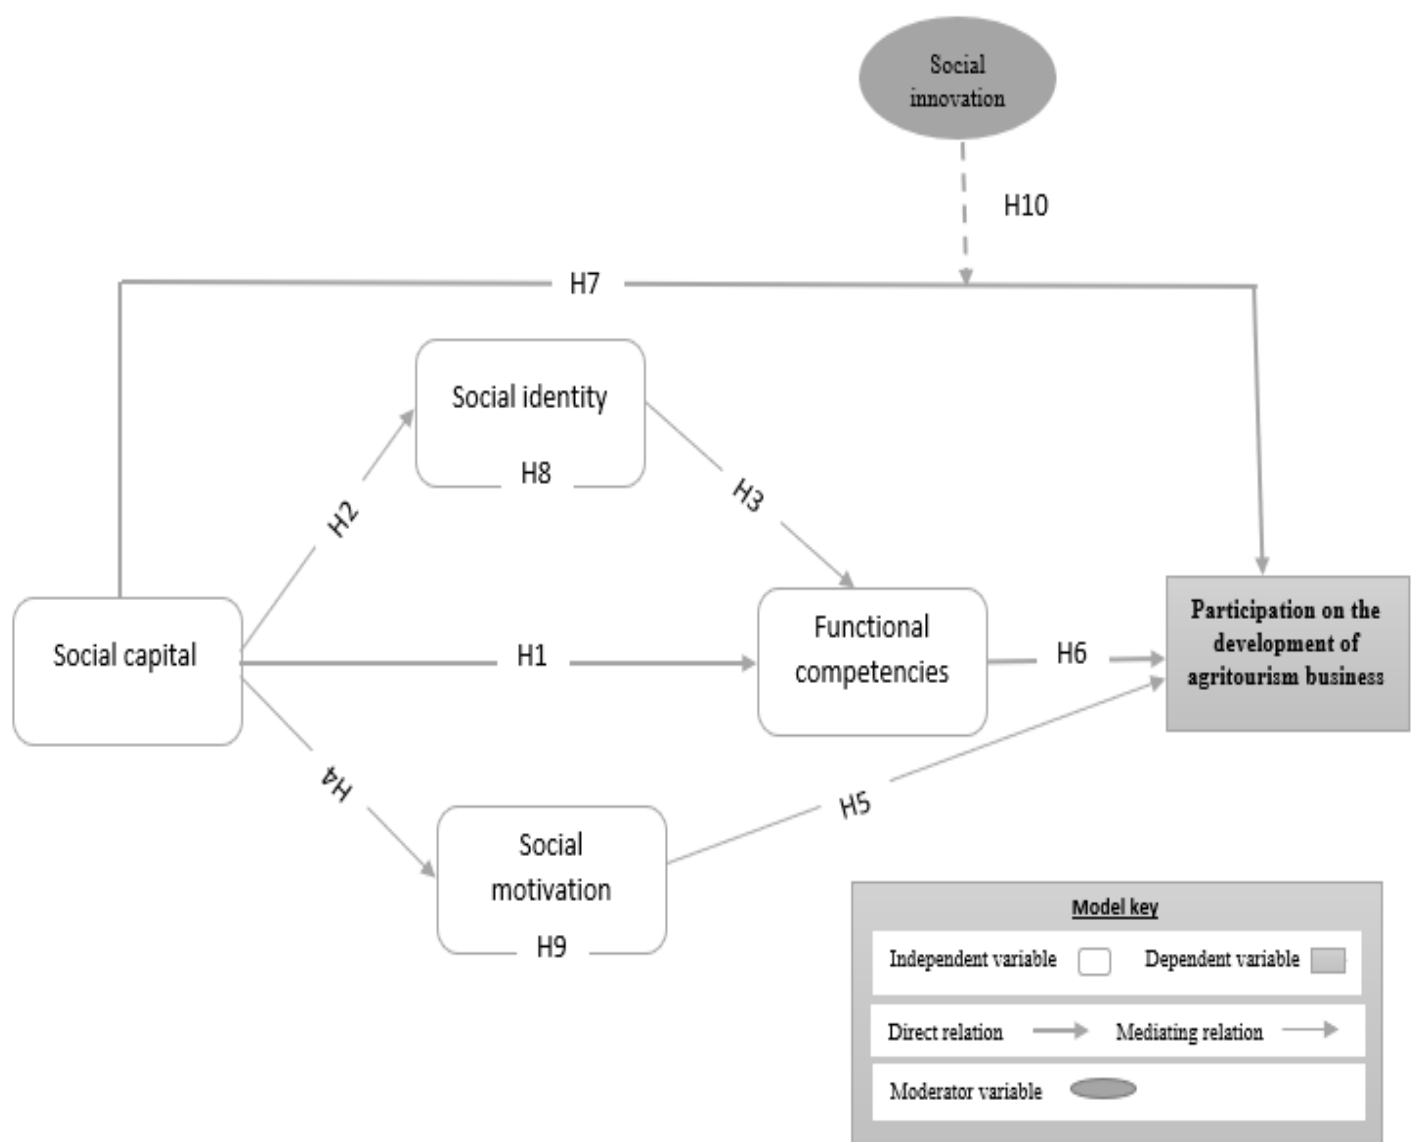 Social
innovation
H10
H7
Social identity
H8
H2
H3
Social capital
H1
Functional
competencies
H6
Participation on the
development of
agritourism business
H4
H5
Social
motivation
H9
Model key
Independent variable
Dependent variable
Direct relation
Mediating relation
Moderator variable